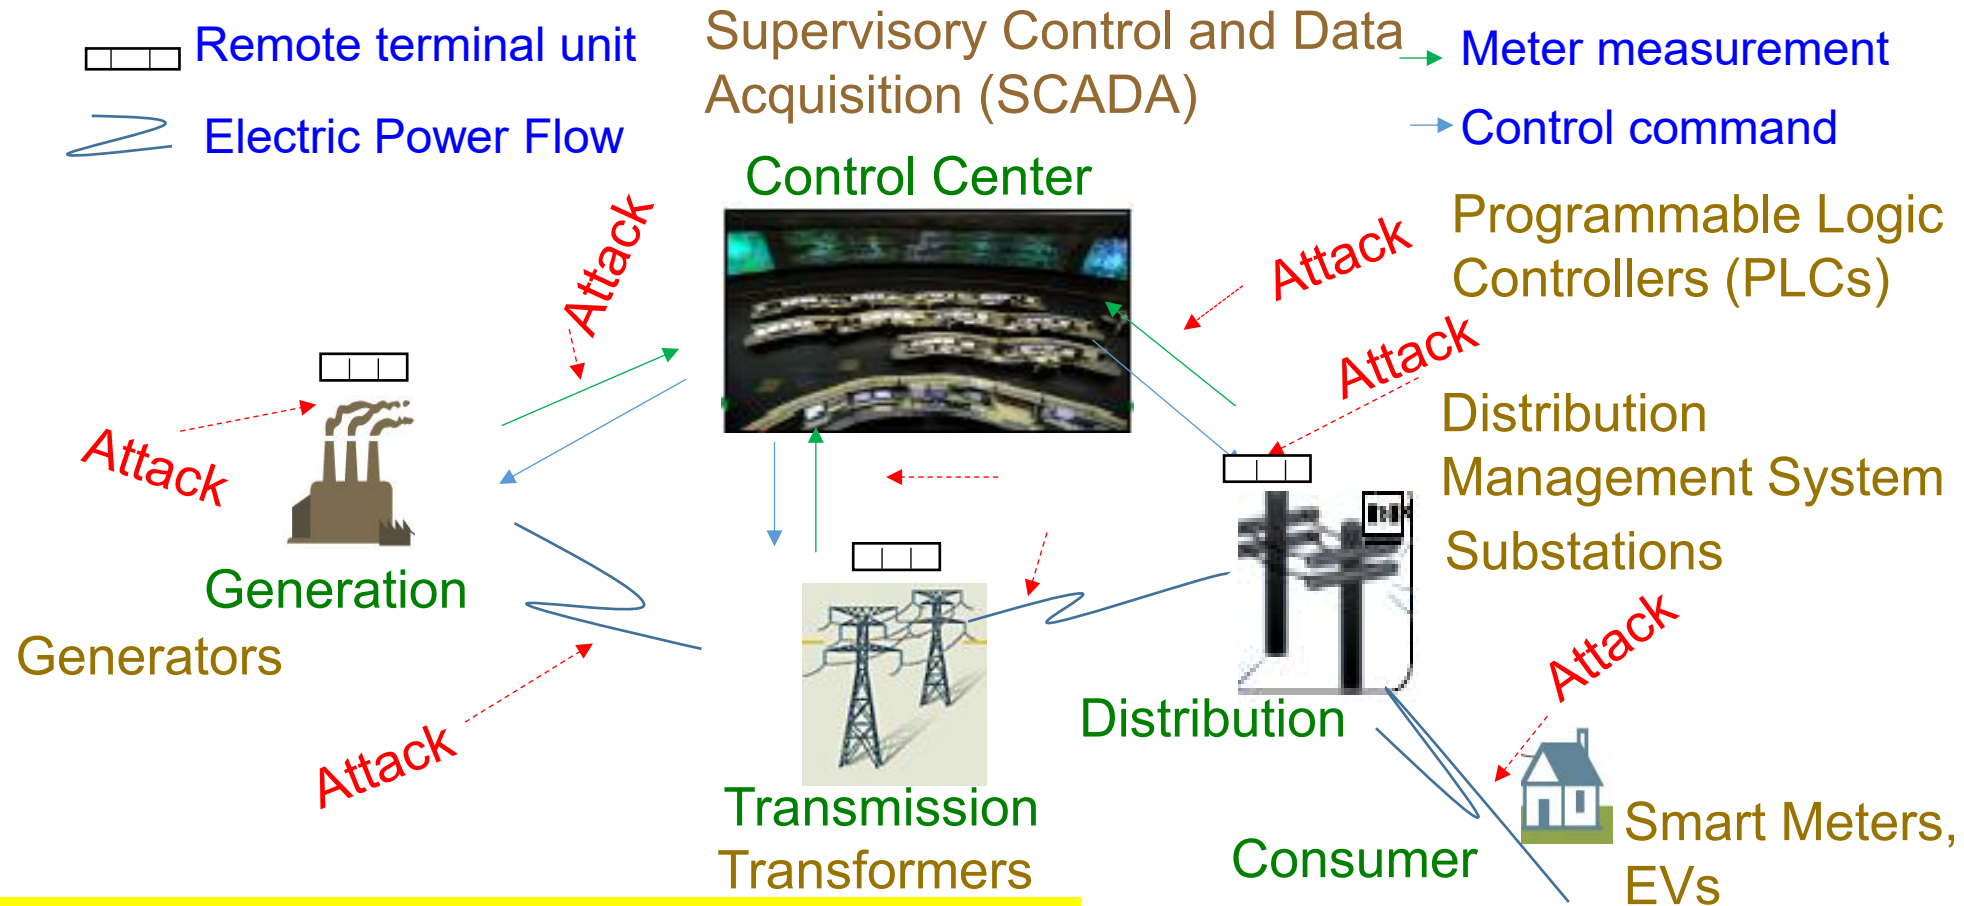 Remote terminal unit
Electric Power Flow
Supervisory Control and Data
Acquisition (SCADA)
Meter measurement
Control command
Control Center
Programmable Logic
Controllers (PLCs)
Attack
Attack
Attack
Attack
Distribution
Management System
Substations
Generation
Generators
Attack
Attack
Distribution
Transmission
Transformers
Consumer
Smart Meters,
EVs